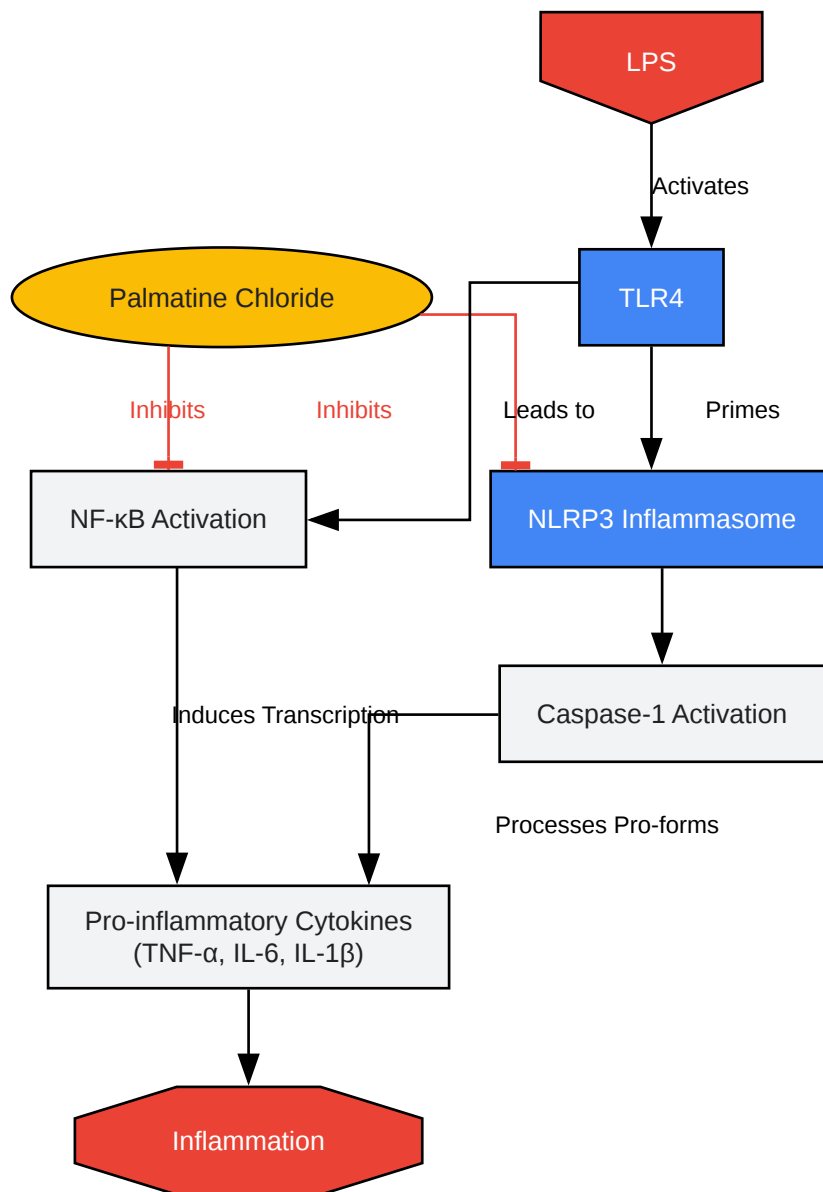 LPS
Activates
Palmatine Chloride
TLR4
Inhibits
Inhibits
Leads to
Primes
NF-κB Activation
NLRP3 Inflammasome
Induces Transcription
Caspase-1 Activation
Processes Pro-forms
Pro-inflammatory Cytokines
(TNF-α, IL-6, IL-1β)
Inflammation